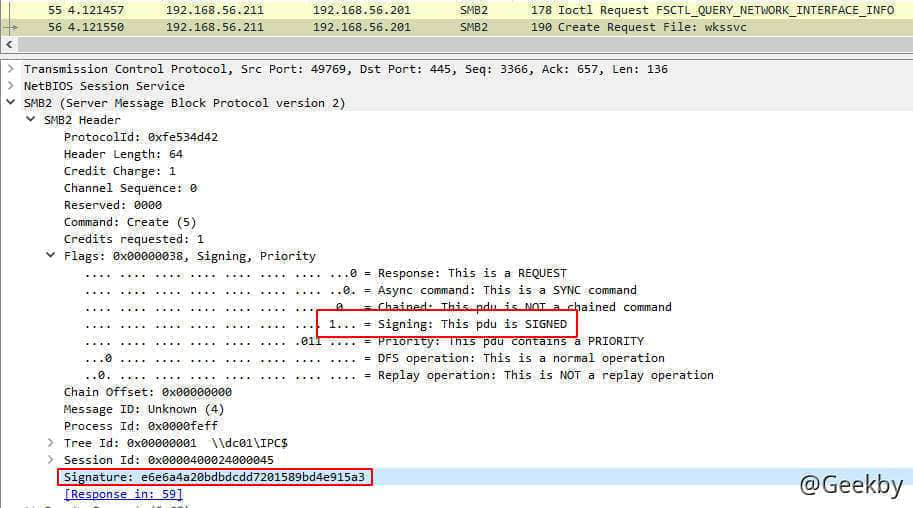 55 4.121457 192.168.56.211 192.168.56.201 SMB2 178 Ioctl Request FSCTL_QUERY_NETWORK_INTERFACE_INFO
56 4.121550 192.168.56.211 192.168.56.201 SMB2 190 Create Request File: wkssvc
Transmission Control Protocol, Src Port: 49769, Dst Port: 445, Seq: 3366, Ack: 657, Len: 136
NetBIOS Session Service
SMB2 (Server Message Block Protocol version 2)
SMB2 Header
ProtocolId: 0xfe534d42
Header Length: 64
Credit Charge: 1
Channel Sequence: 0
Reserved: 0000
Command: Create (5)
Credits requested: 1
Flags: 0x00000038, Signing, Priority
.... .... .... .... .... .... .... ...0 = Response: This is a REQUEST
.... .... .... .... .... .... .... ..0. = Async command: This is a SYNC command
.... .... .... .... .... .... .... .0.. = Chained: This pdu is NOT a chained command
.... .... .... .... .... .... .... 1... = Signing: This pdu is SIGNED
.... .... .... .... .... .... .011 .... = Priority: This pdu contains a PRIORITY
...0 .... .... .... .... .... .... .... = DFS operation: This is a normal operation
..0. .... .... .... .... .... .... .... = Replay operation: This is NOT a replay operation
Chain Offset: 0x00000000
Message ID: Unknown (4)
Process Id: 0x0000feff
Tree Id: 0x00000001 \\dc01\IPC$
Session Id: 0x0000400024000045
Signature: e6e6a4a20bdbdcdd7201589bd4e915a3
[Response in: 59]
@Geekby